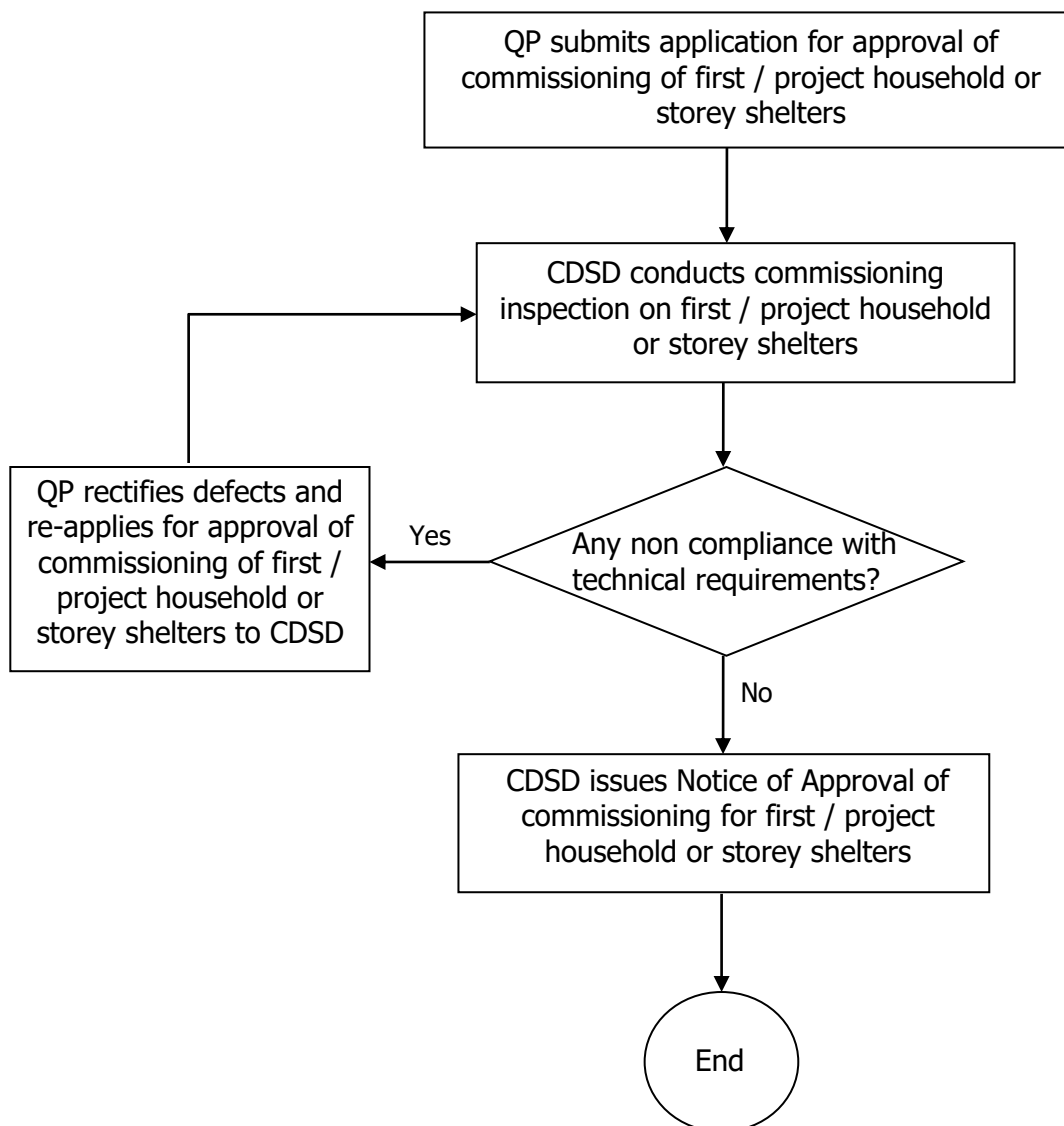 QP submits application for approval of
commissioning of first / project household or
storey shelters
CDSD conducts commissioning
inspection on first / project household
or storey shelters
QP rectifies defects and
re-applies for approval of
commissioning of first /
project household or
storey shelters to CDSD
Yes
Any non compliance with
technical requirements?
No
CDSD issues Notice of Approval of
commissioning for first / project
household or storey shelters
End